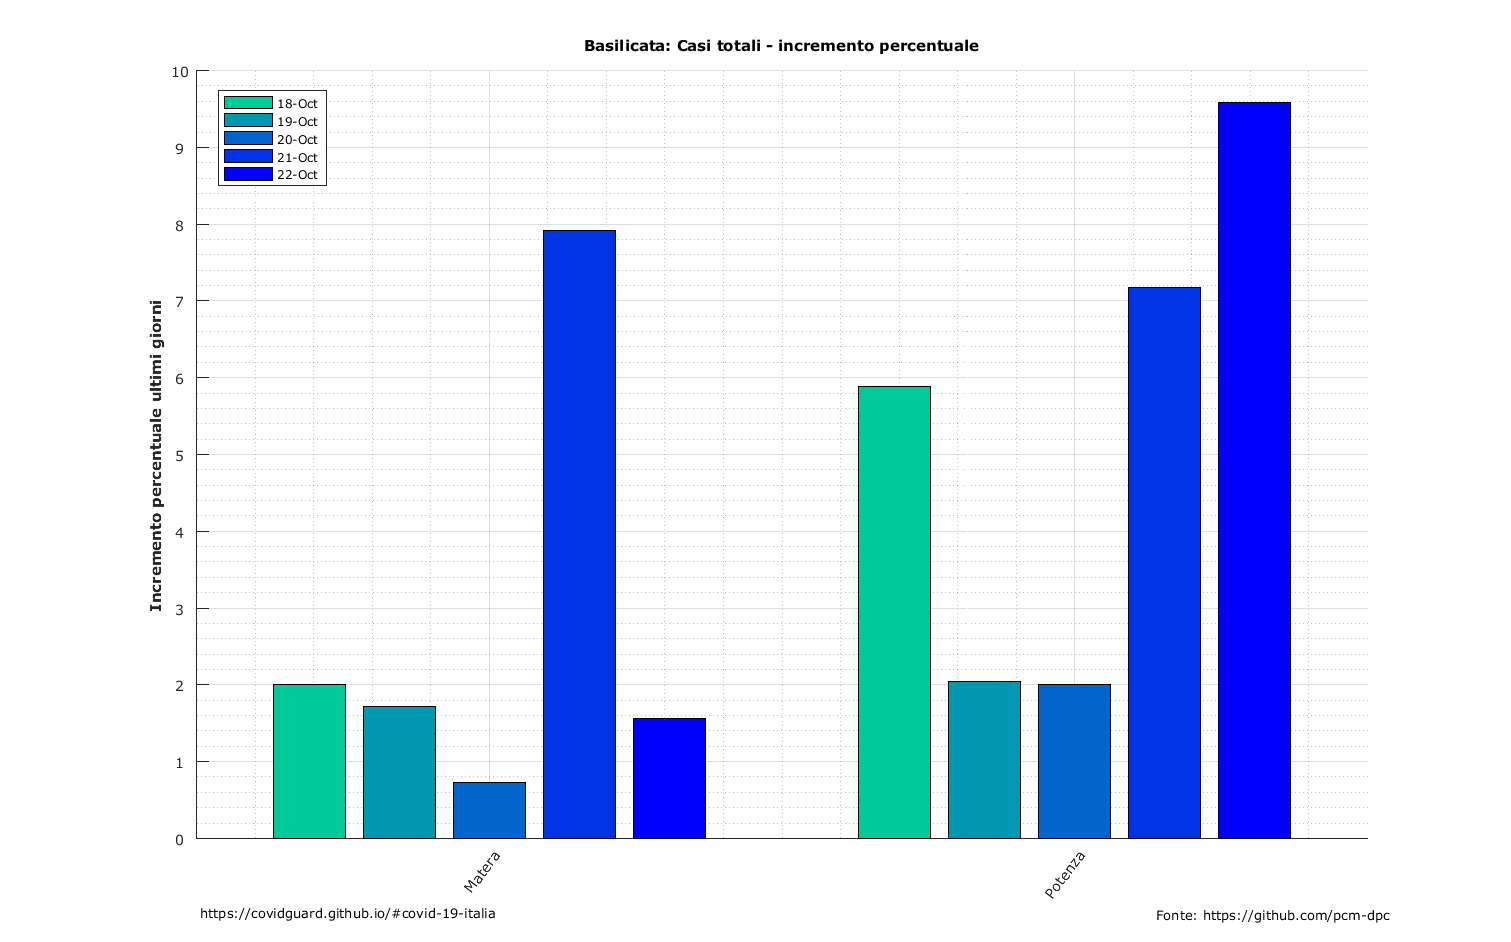 Basilicata: Casi totali - incremento percentuale
10
9
8
7
6
5
4
3
2
1
0
18-Oct
19-Oct
20-Oct
21-Oct
22-Oct
Incremento percentuale ultimi giorni
Matera
Potenza
https://covidguard.github.io/#covid-19-italia
Fonte: https://github.com/pcm-dpc